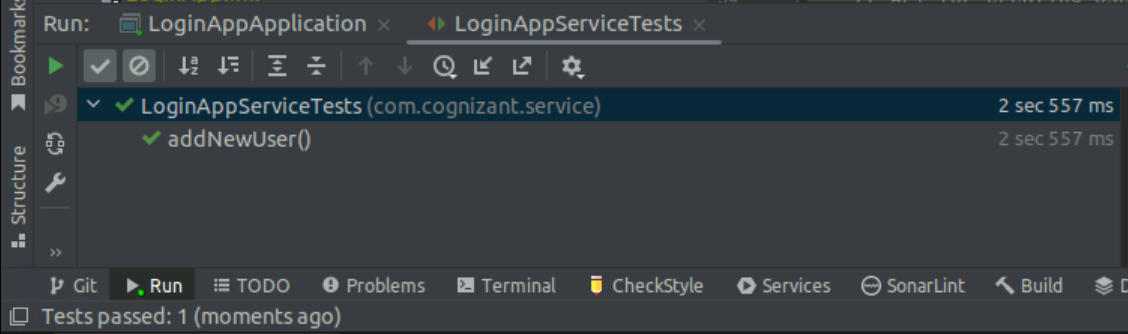 Run: LoginAppApplication × LoginAppServiceTests ×
Bookmarks
Structure
LoginAppServiceTests (com.cognizant.service) 2 sec 557 ms
addNewUser() 2 sec 557 ms
Git Run TODO Problems Terminal CheckStyle Services SonarLint Build
Tests passed: 1 (moments ago)